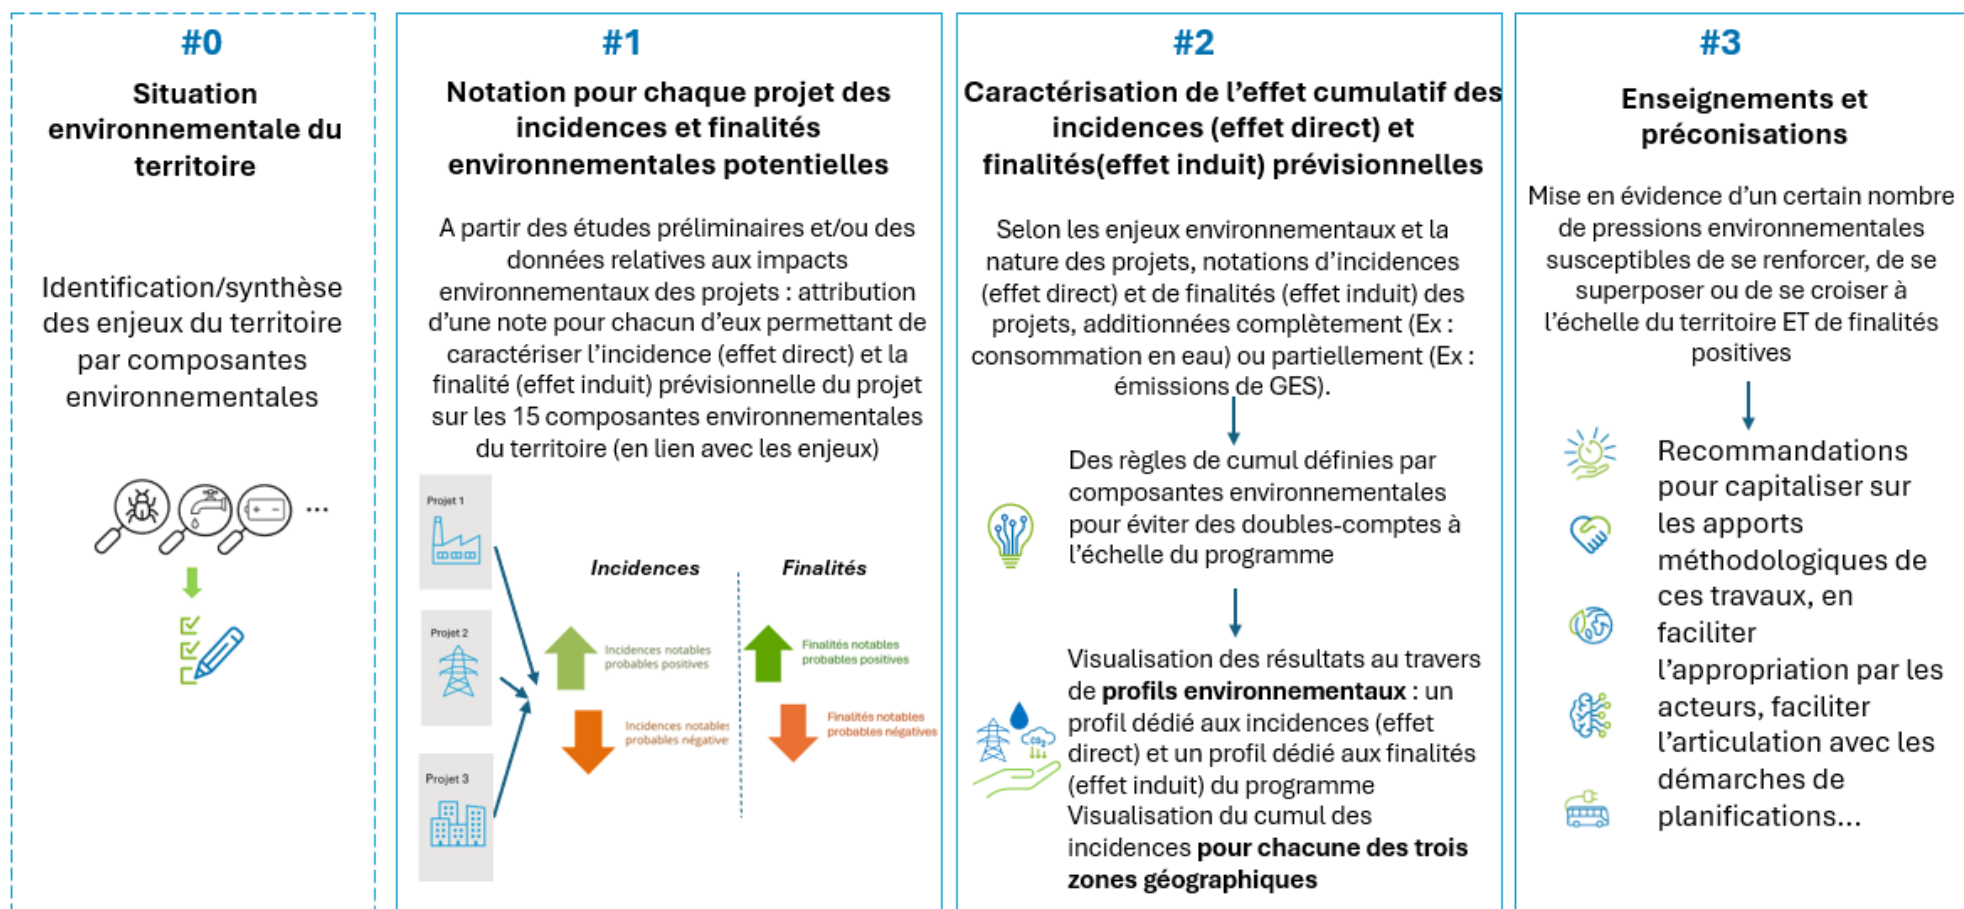 #0
Situation
environnementale du
territoire
Identification/synthèse
des enjeux du territoire
par composantes
environnementales
...
#1
Notation pour chaque projet des
incidences et finalités
environnementales potentielles
A partir des études préliminaires et/ou des
données relatives aux impacts
environnementaux des projets : attribution
d’une note pour chacun d’eux permettant de
caractériser l’incidence (effet direct) et la
finalité (effet induit) prévisionnelle du projet
sur les 15 composantes environnementales
du territoire (en lien avec les enjeux)
Projet 1
Projet 2
Projet 3
Incidences
Finalités
Incidences notables
probables positives
Finalités notables
probables positives
Incidences notables
probables négative
Finalités notables
probables négatives
#2
Caractérisation de l’effet cumulatif des
incidences (effet direct) et
finalités(effet induit) prévisionnelles
Selon les enjeux environnementaux et la
nature des projets, notations d’incidences
(effet direct) et de finalités (effet induit) des
projets, additionnées complètement (Ex :
consommation en eau) ou partiellement (Ex :
émissions de GES).
Des règles de cumul définies par
composantes environnementales
pour éviter des doubles-comptes à
l’échelle du programme
CO2
Visualisation des résultats au travers
de profils environnementaux : un
profil dédié aux incidences (effet
direct) et un profil dédié aux finalités
(effet induit) du programme
Visualisation du cumul des
incidences pour chacune des trois
zones géographiques
#3
Enseignements et
préconisations
Mise en évidence d’un certain nombre
de pressions environnementales
susceptibles de se renforcer, de se
superposer ou de se croiser à
l’échelle du territoire ET de finalités
positives
Recommandations
pour capitaliser sur
les apports
méthodologiques de
ces travaux, en
faciliter
l’appropriation par les
acteurs, faciliter
l’articulation avec les
démarches de
planifications...